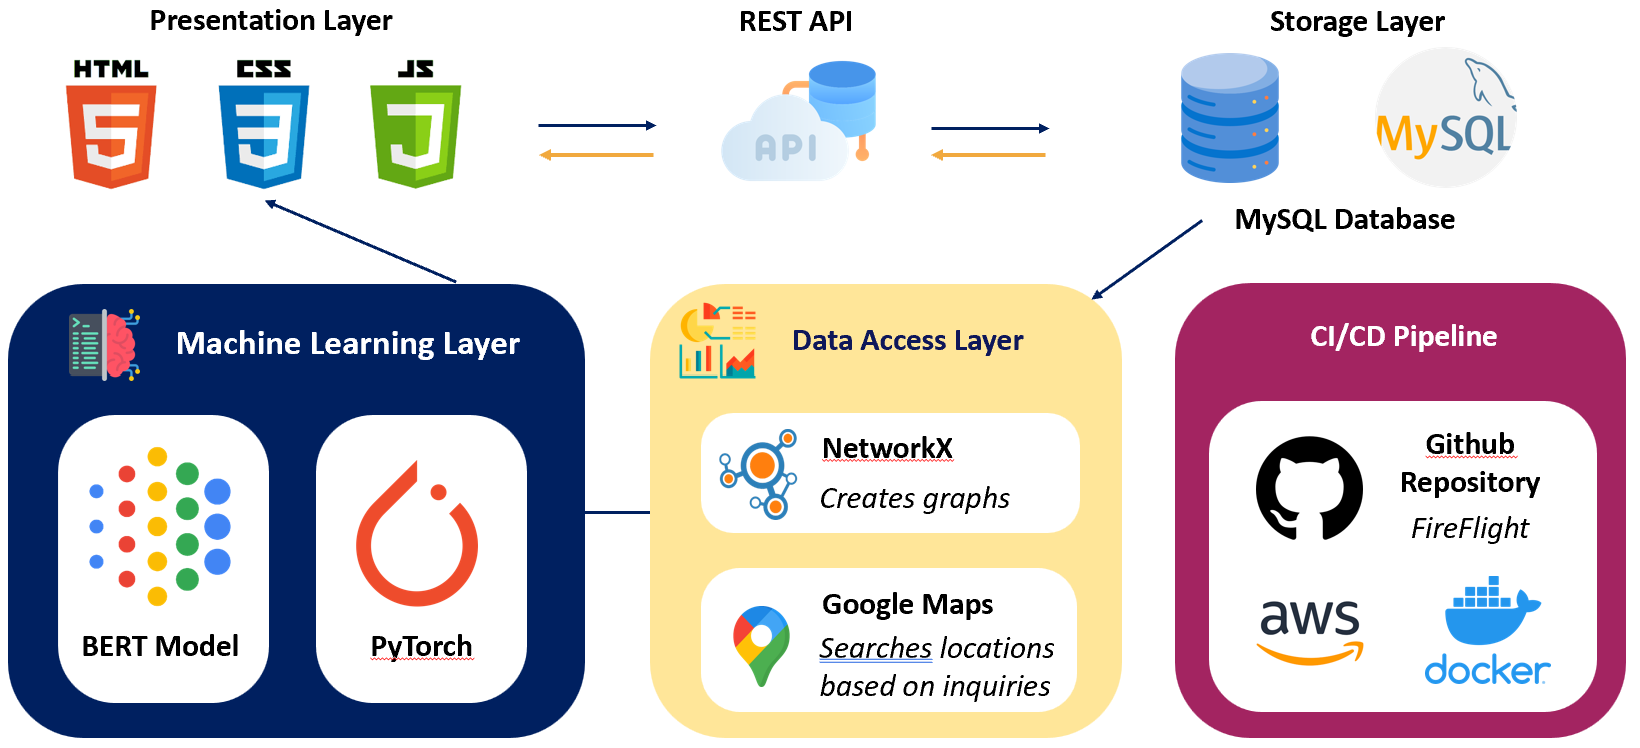 Presentation Layer
REST API
Storage Layer
HTML
CSS
JS
API
MySQL
MySQL Database
Machine Learning Layer
BERT Model
PyTorch
Data Access Layer
NetworkX
Creates graphs
Google Maps
Searches locations
based on inquiries
CI/CD Pipeline
Github
Repository
FireFlight
aws
docker